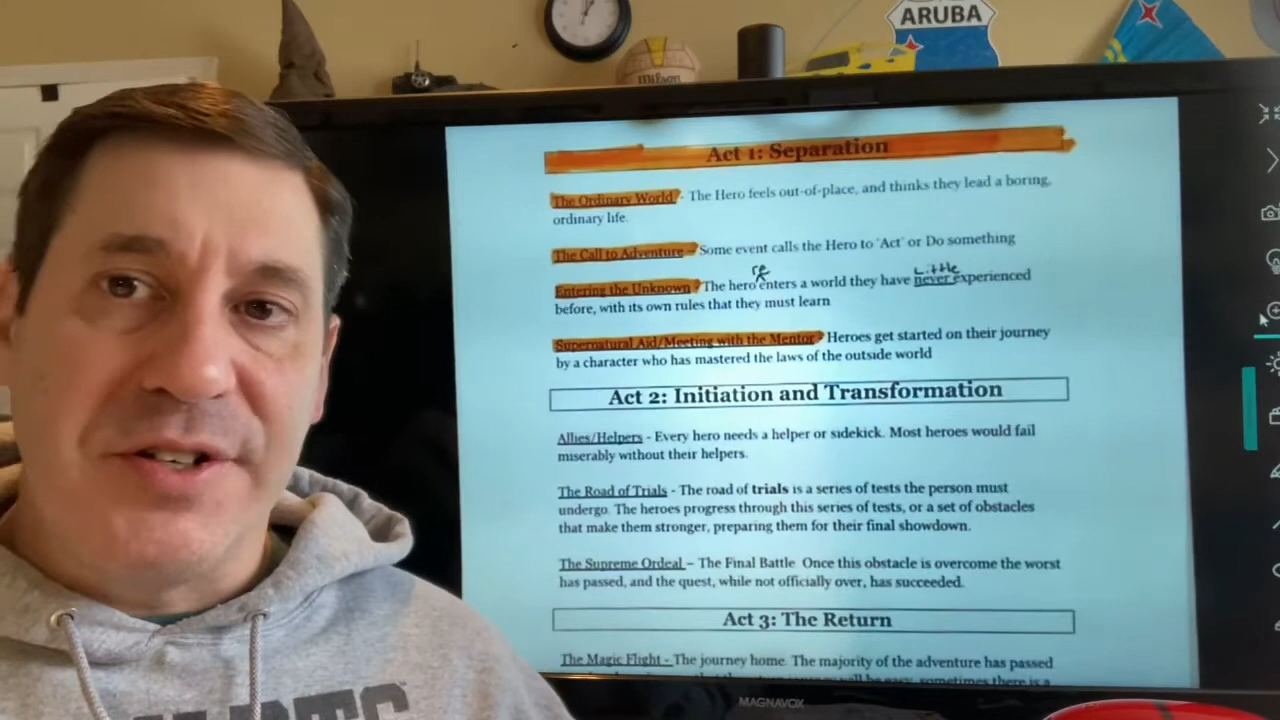 ARUBA
Wilson
Act 1: Separation
The Ordinary World - The Hero feels out-of-place, and thinks they lead a boring,
ordinary life.
The Call to Adventure - Some event calls the Hero to 'Act' or Do something
re Little
Entering the Unknown - The hero enters a world they have never experienced
before, with its own rules that they must learn
Supernatural Aid/Meeting with the Mentor - Heroes get started on their journey
by a character who has mastered the laws of the outside world
Act 2: Initiation and Transformation
Allies/Helpers - Every hero needs a helper or sidekick. Most heroes would fail
miserably without their helpers.
The Road of Trials - The road of trials is a series of tests the person must
undergo. The heroes progress through this series of tests, or a set of obstacles
that make them stronger, preparing them for their final showdown.
The Supreme Ordeal – The Final Battle. Once this obstacle is overcome the worst
has passed, and the quest, while not officially over, has succeeded.
Act 3: The Return
The Magic Flight - The journey home. The majority of the adventure has passed
will be easy, sometimes there is a
MAGNAVOX